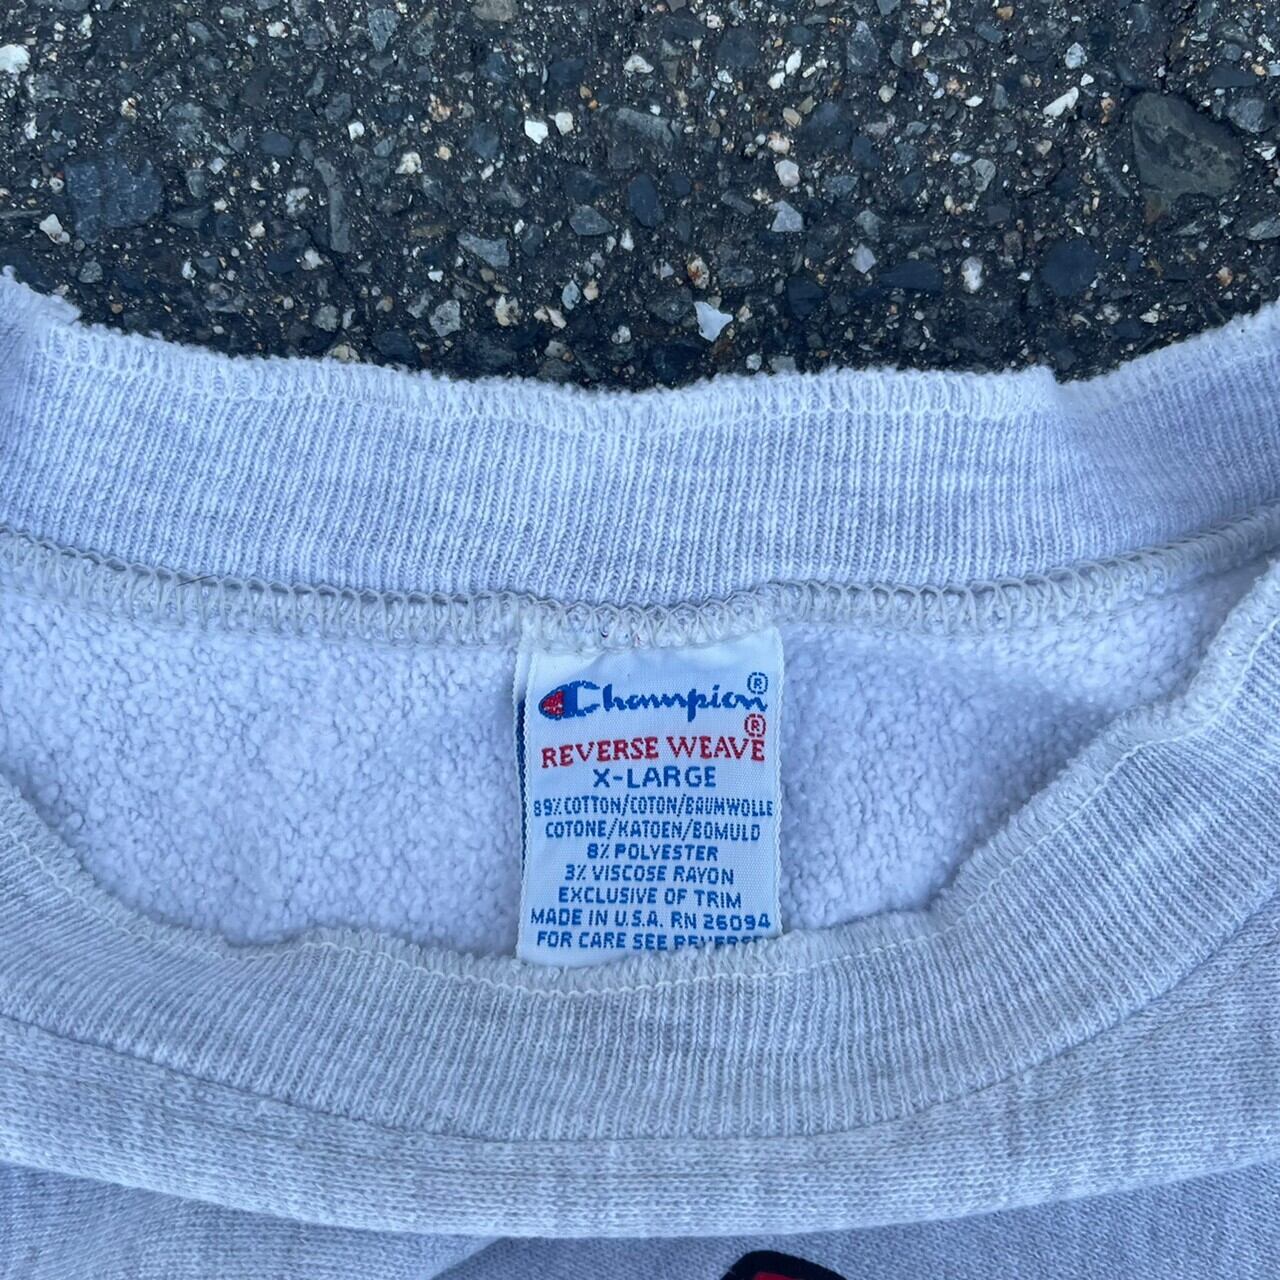 Champion®
REVERSE WEAVE®
X-LARGE
89% COTTON/COTON/BAUMWOLLE
COTONE/KATOEN/BOMULD
8% POLYESTER
3% VISCOSE RAYON
EXCLUSIVE OF TRIM
MADE IN U.S.A. RN 26094
FOR CARE SEE REVERSE